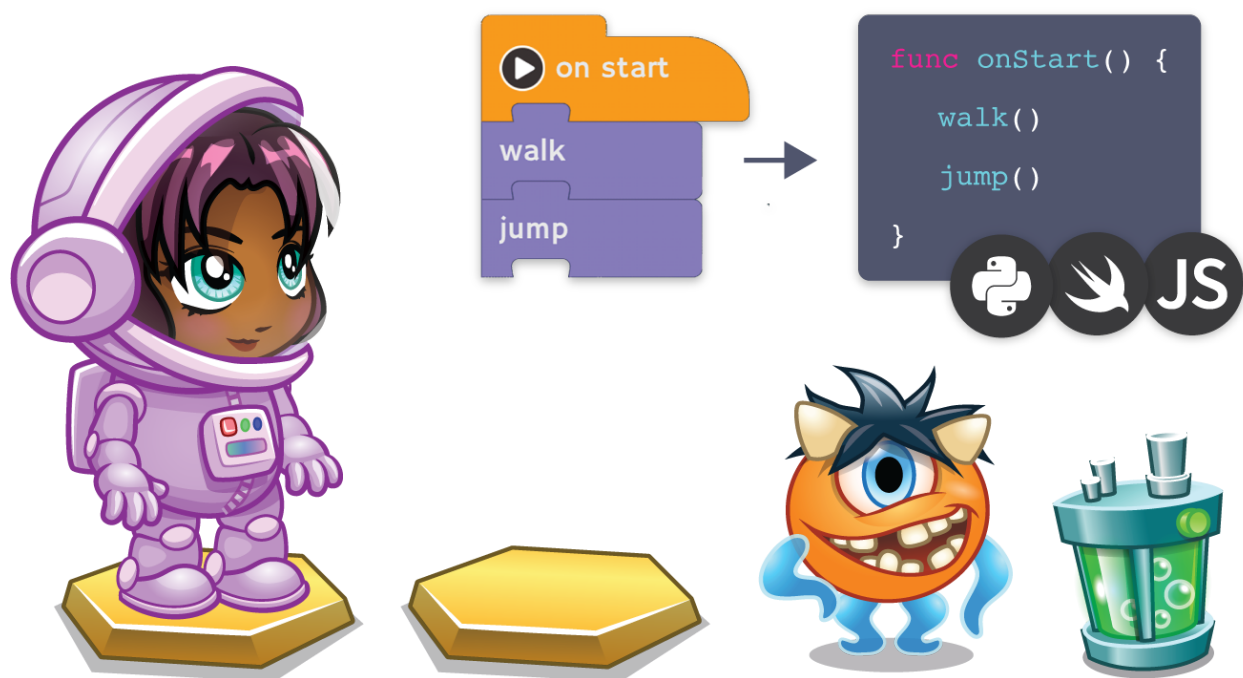 on start
walk
jump
func onStart() {
walk()
jump()
}
JS